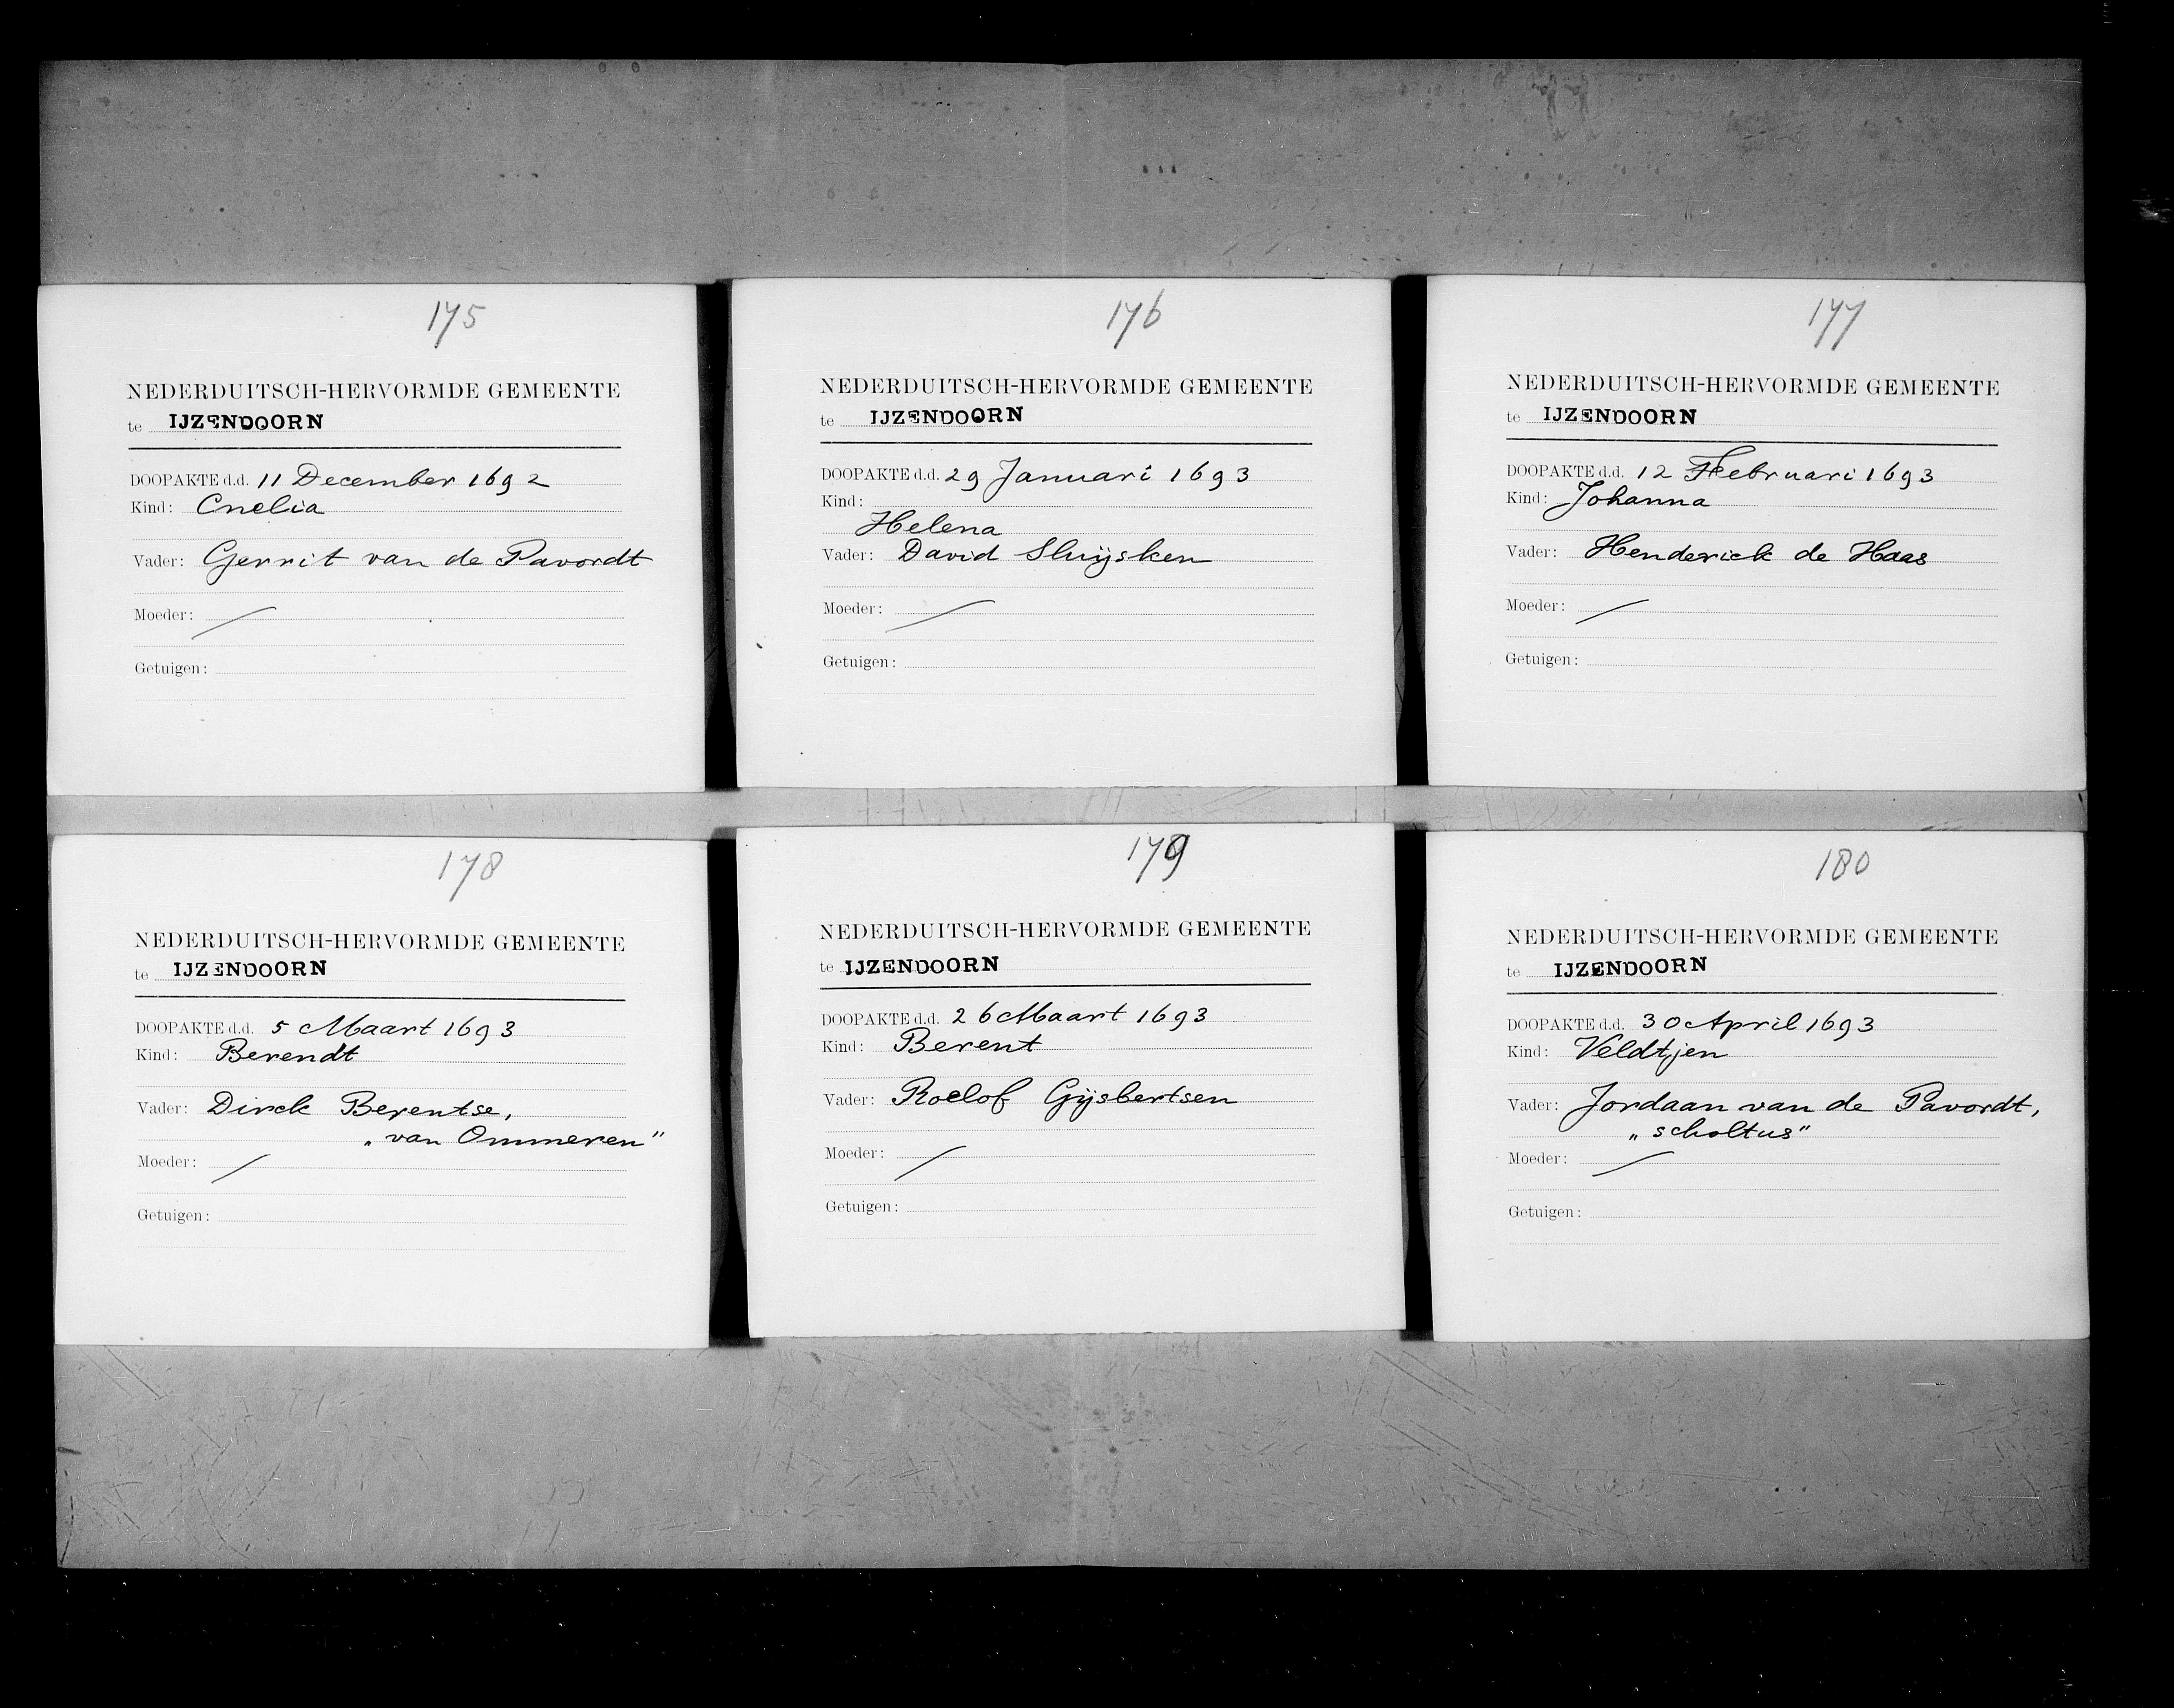 175
NEDERDUITSCH-HERVORMDE GEMEENTE
te IJZENDOORN
DOOPAKTE d.d. 11 December 1692
Kind: Cnelia
Vader: Gerrit van de Pavordt
Moeder: /
Getuigen:
176
NEDERDUITSCH-HERVORMDE GEMEENTE
te IJZENDOORN
DOOPAKTE d.d. 29 Januari 1693
Kind:
Helena
Vader: David Sluijsken
Moeder: /
Getuigen:
177
NEDERDUITSCH-HERVORMDE GEMEENTE
te IJZENDOORN
DOOPAKTE d.d. 12 Februari 1693
Kind: Johanna
Vader: Henderick de Haas
Moeder: /
Getuigen:
178
NEDERDUITSCH-HERVORMDE GEMEENTE
te IJZENDOORN
DOOPAKTE d.d. 5 Maart 1693
Kind: Berendt
Vader: Dirck Berentse,
„van Ommeren”
Moeder: /
Getuigen:
179
NEDERDUITSCH-HERVORMDE GEMEENTE
te IJZENDOORN
DOOPAKTE d.d. 26 Maart 1693
Kind: Berent
Vader: Roelof Gijsbertsen
Moeder: /
Getuigen:
180
NEDERDUITSCH-HERVORMDE GEMEENTE
te IJZENDOORN
DOOPAKTE d.d. 30 April 1693
Kind: Veldtjen
Vader: Jordaan van de Pavordt,
„scholtus”
Moeder: /
Getuigen: